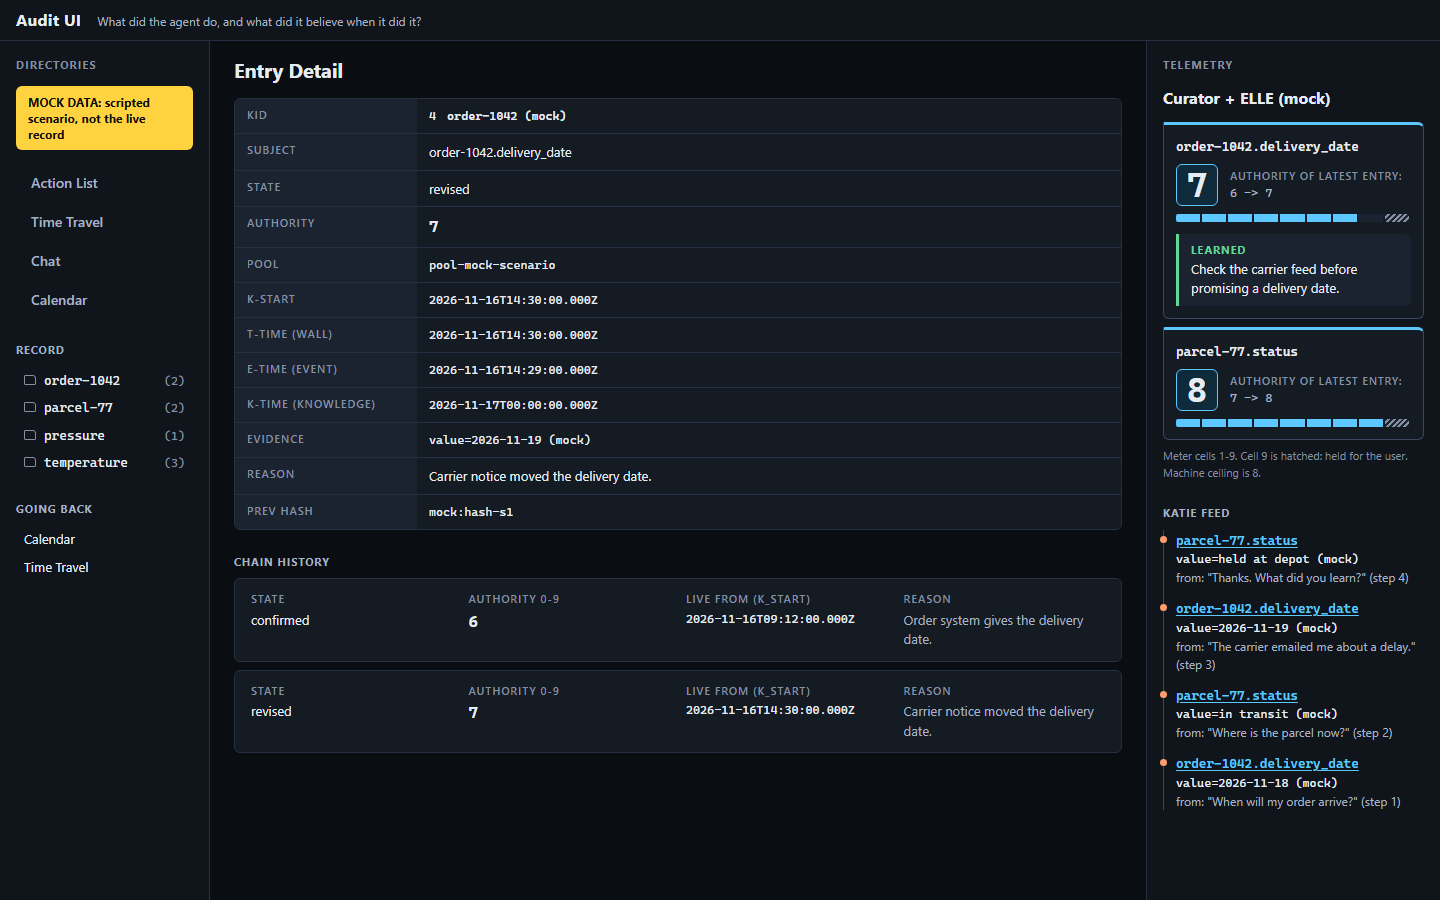 Audit UI What did the agent do, and what did it believe when it did it?
DIRECTORIES
MOCK DATA: scripted
scenario, not the live
record
Action List
Time Travel
Chat
Calendar
RECORD
order-1042 (2)
parcel-77 (2)
pressure (1)
temperature (3)
GOING BACK
Calendar
Time Travel
Entry Detail
KID 4 order-1042 (mock)
SUBJECT order-1042.delivery_date
STATE revised
AUTHORITY 7
POOL pool-mock-scenario
K-START 2026-11-16T14:30:00.000Z
T-TIME (WALL) 2026-11-16T14:30:00.000Z
E-TIME (EVENT) 2026-11-16T14:29:00.000Z
K-TIME (KNOWLEDGE) 2026-11-17T00:00:00.000Z
EVIDENCE value=2026-11-19 (mock)
REASON Carrier notice moved the delivery date.
PREV HASH mock:hash-s1
CHAIN HISTORY
STATE AUTHORITY 0-9 LIVE FROM (K_START) REASON
confirmed 6 2026-11-16T09:12:00.000Z Order system gives the delivery
date.
STATE AUTHORITY 0-9 LIVE FROM (K_START) REASON
revised 7 2026-11-16T14:30:00.000Z Carrier notice moved the delivery
date.
TELEMETRY
Curator + ELLE (mock)
order-1042.delivery_date
7 AUTHORITY OF LATEST ENTRY:
6 -> 7
LEARNED
Check the carrier feed before
promising a delivery date.
parcel-77.status
8 AUTHORITY OF LATEST ENTRY:
7 -> 8
Meter cells 1-9. Cell 9 is hatched: held for the user.
Machine ceiling is 8.
KATIE FEED
parcel-77.status
value=held at depot (mock)
from: "Thanks. What did you learn?" (step 4)
order-1042.delivery_date
value=2026-11-19 (mock)
from: "The carrier emailed me about a delay."
(step 3)
parcel-77.status
value=in transit (mock)
from: "Where is the parcel now?" (step 2)
order-1042.delivery_date
value=2026-11-18 (mock)
from: "When will my order arrive?" (step 1)